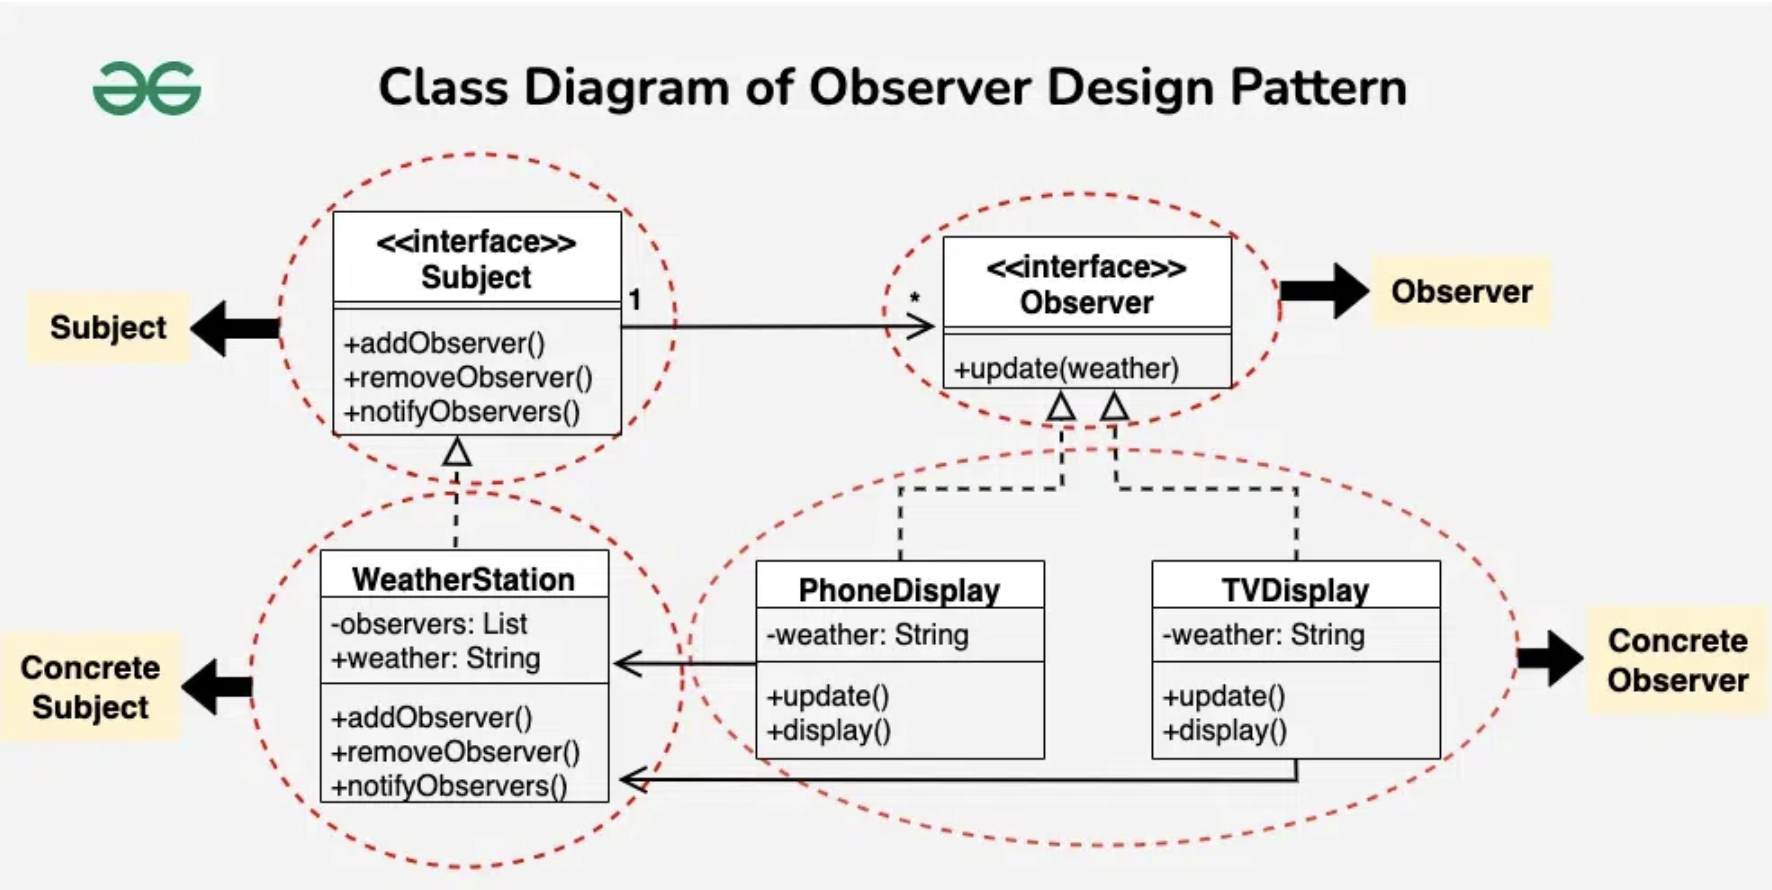 Class Diagram of Observer Design Pattern
<<interface>>
Subject
+addObserver()
+removeObserver()
+notifyObservers()
1
*
<<interface>>
Observer
+update(weather)
Subject
Observer
WeatherStation
-observers: List
+weather: String
+addObserver()
+removeObserver()
+notifyObservers()
PhoneDisplay
-weather: String
+update()
+display()
TVDisplay
-weather: String
+update()
+display()
Concrete
Subject
Concrete
Observer